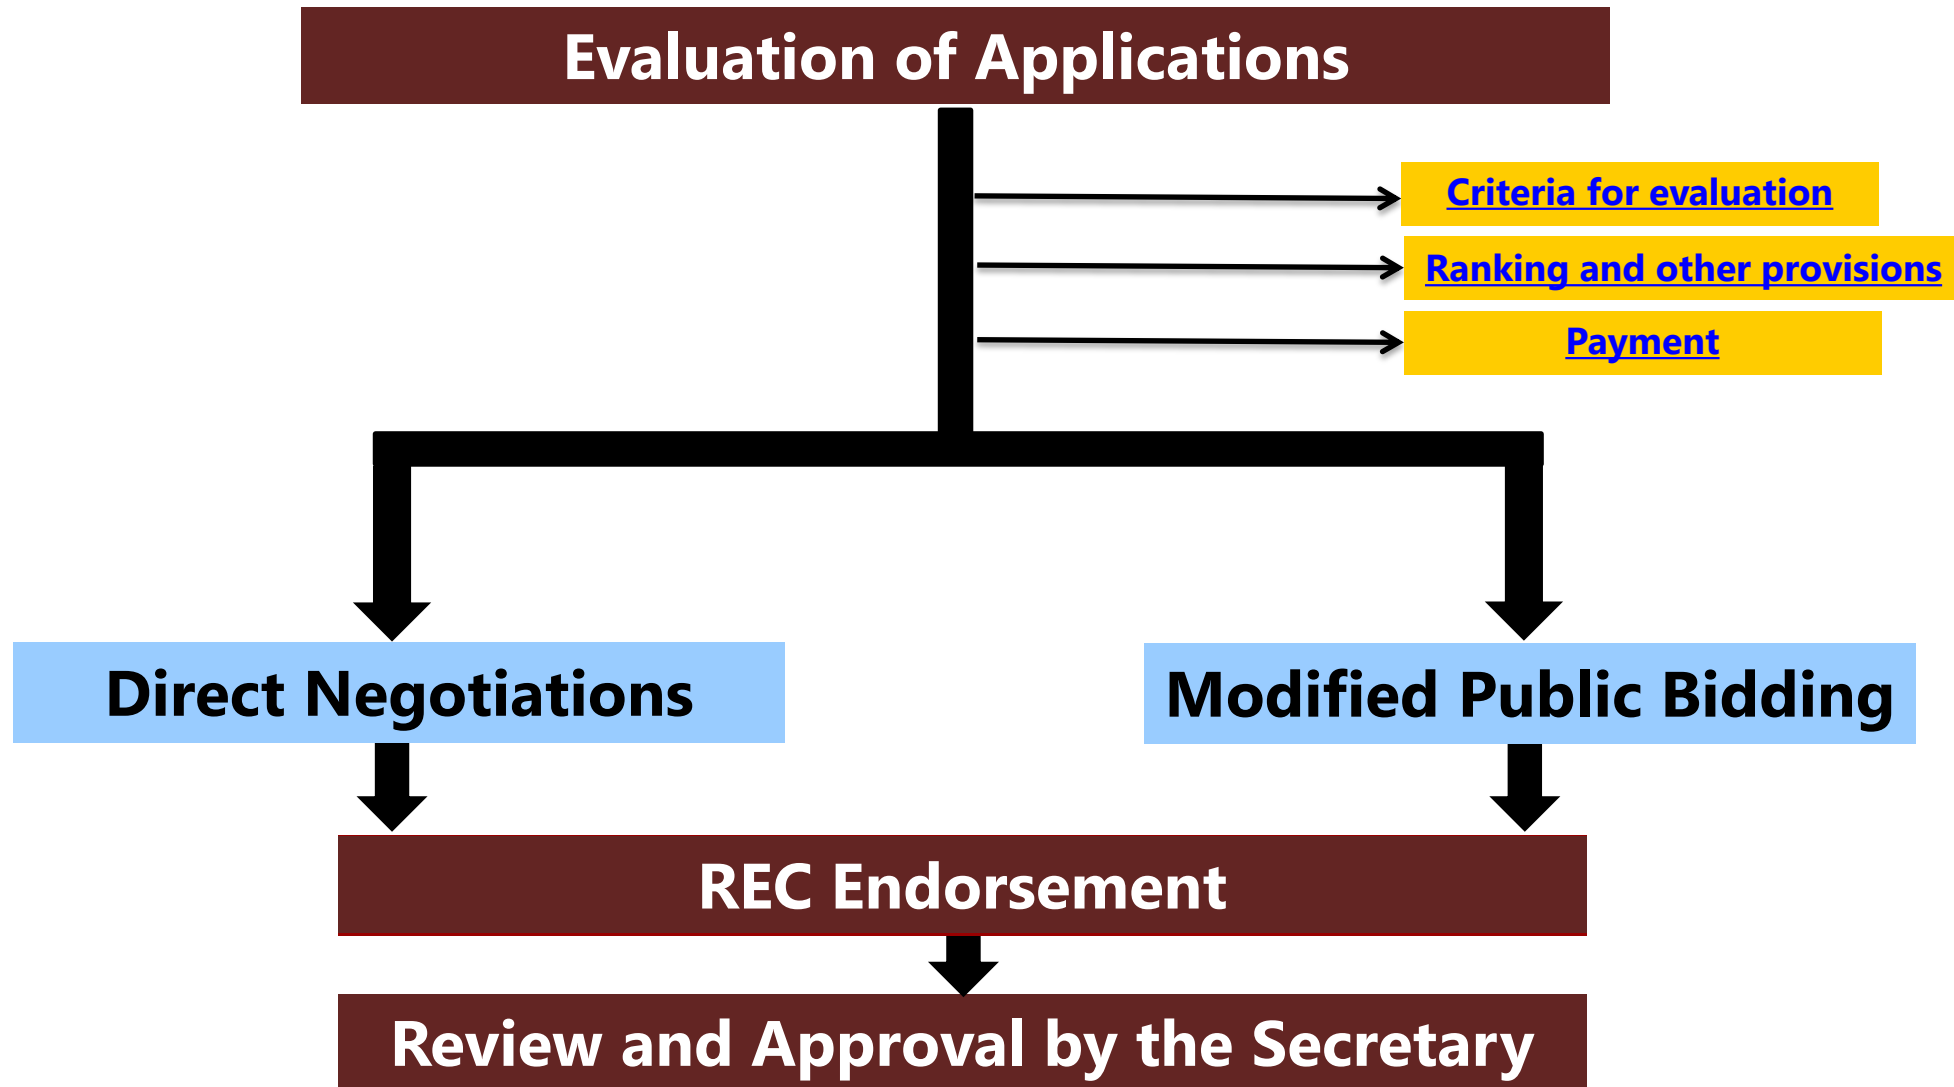 Evaluation of Applications
Criteria for evaluation
Ranking and other provisions
Payment
Direct Negotiations
Modified Public Bidding
REC Endorsement
Review and Approval by the Secretary